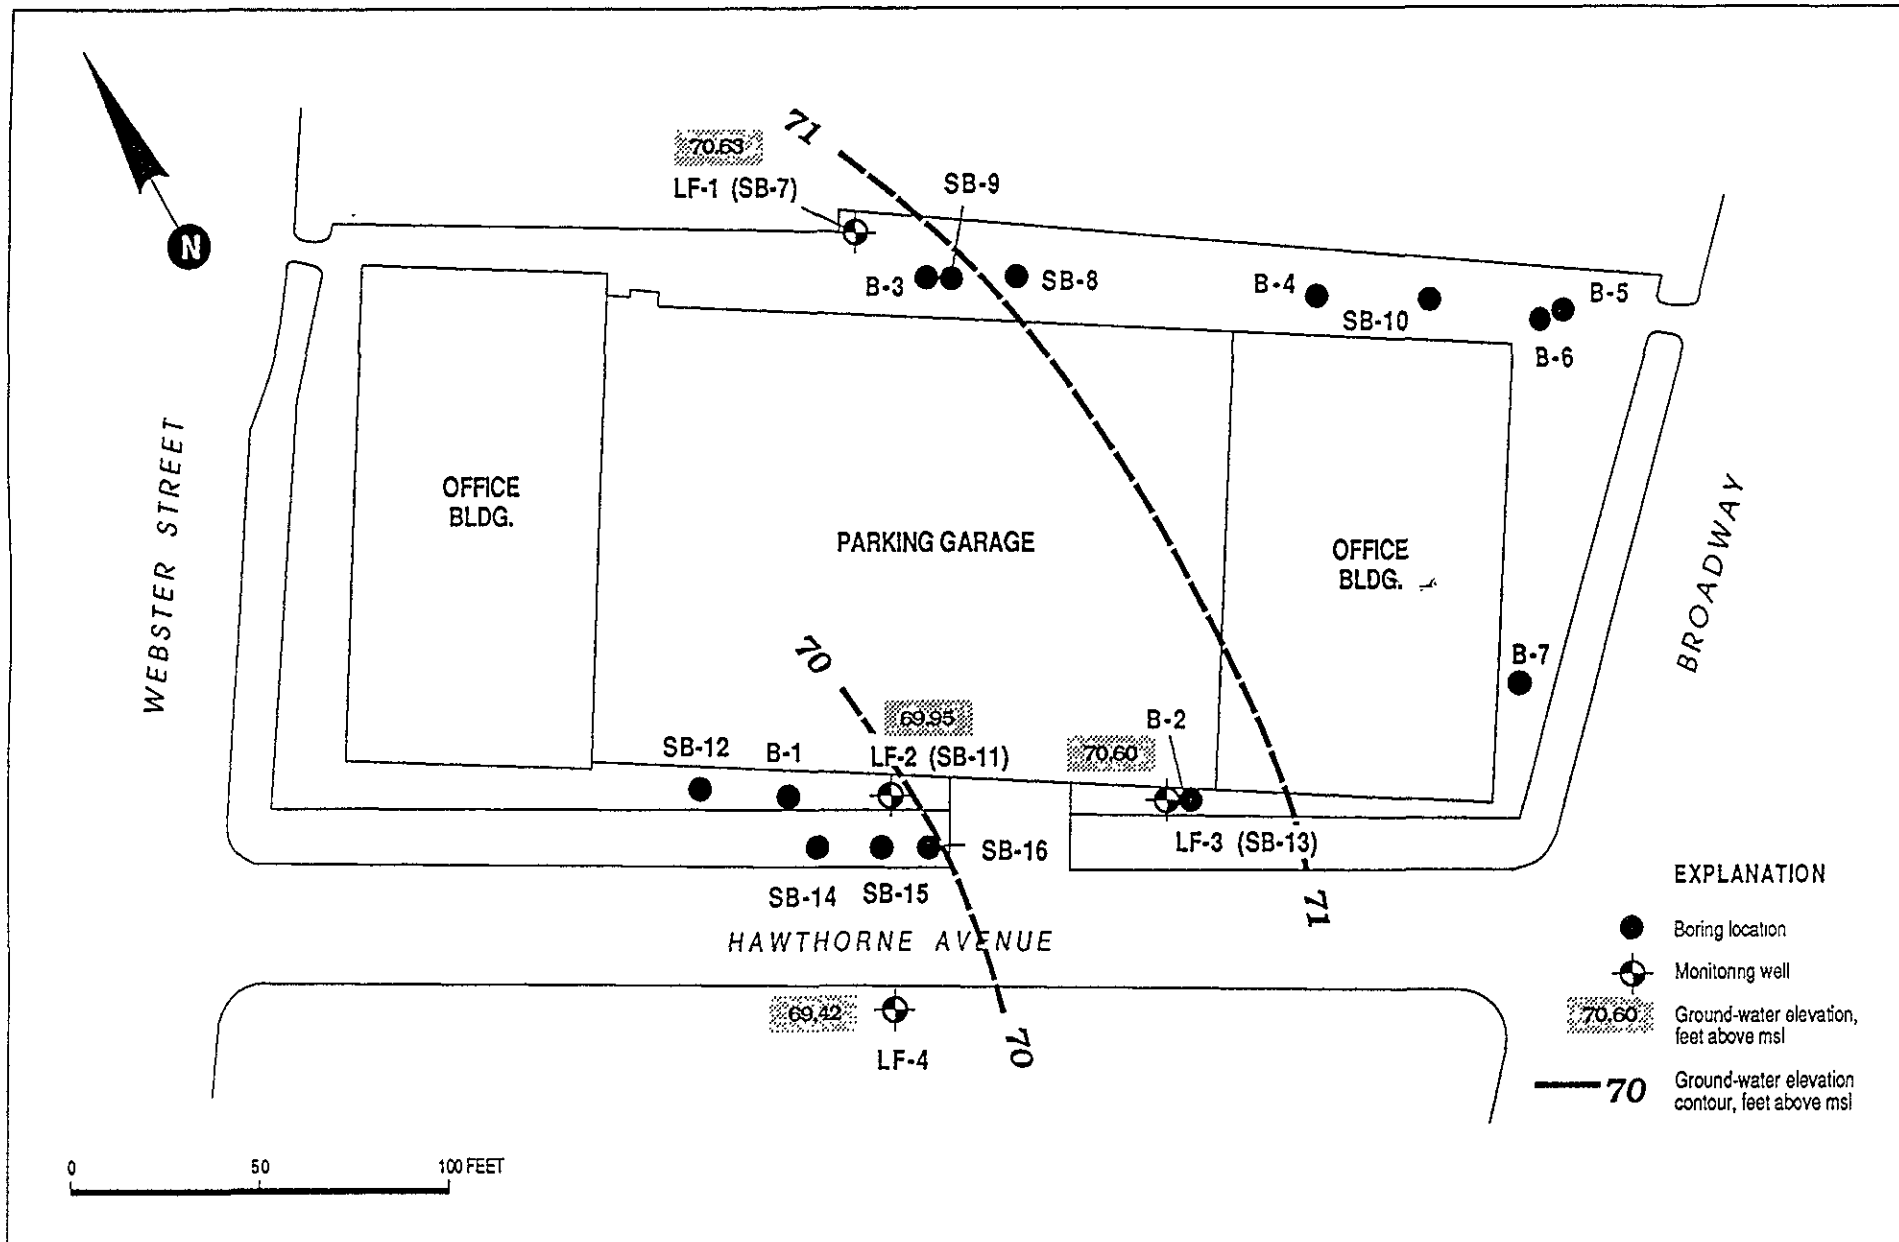 71
70.63
LF-1 (SB-7)
SB-9
N
B-3
SB-8
B-4
SB-10
B-5
B-6
WEBSTER STREET
OFFICE
BLDG.
PARKING GARAGE
OFFICE
BLDG.
BROADWAY
70
B-7
69.95
B-2
SB-12
B-1
LF-2 (SB-11)
70.60
SB-16
LF-3 (SB-13)
SB-14
SB-15
71
HAWTHORNE AVENUE
69.42
LF-4
70
EXPLANATION
Boring location
Monitoring well
70.60
Ground-water elevation,
feet above msl
70
Ground-water elevation
contour, feet above msl
0 50 100 FEET